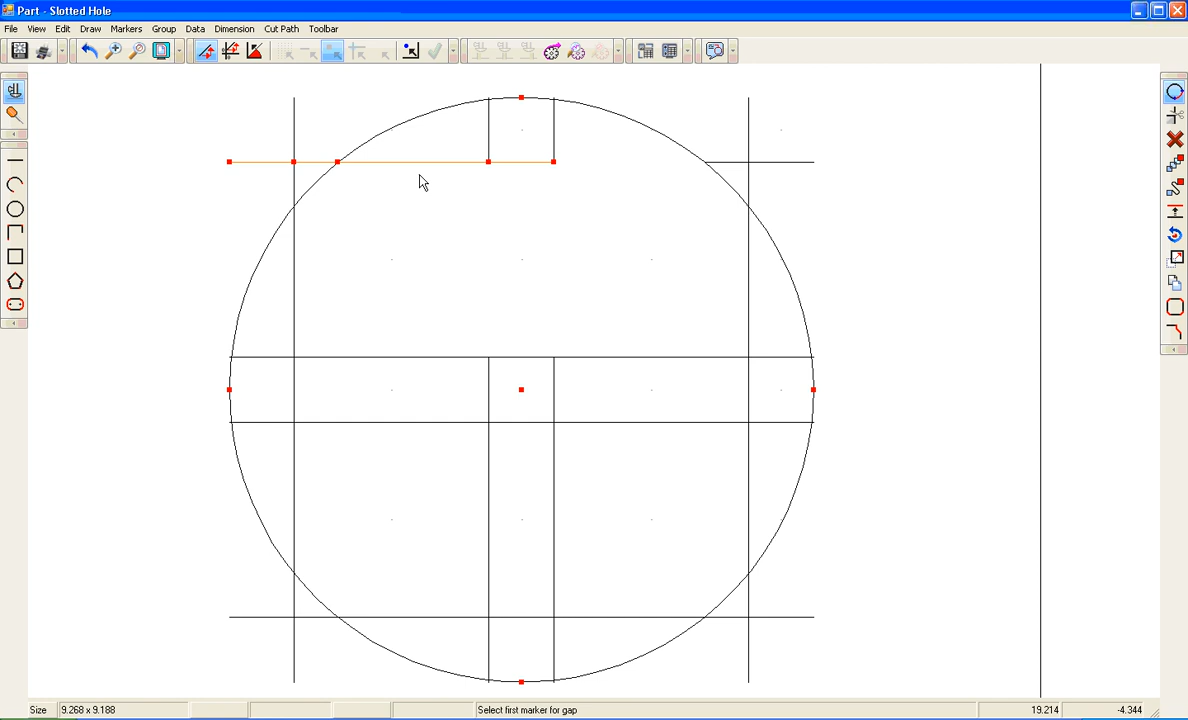 Part - Slotted Hole
File View Edit Draw Markers Group Data Dimension Cut Path Toolbar
Size 9.268 x 9.188 Select first marker for gap 19.214 -4.344